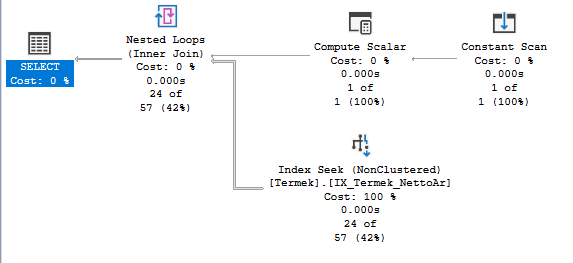 SELECT
Cost: 0 %
Nested Loops
(Inner Join)
Cost: 0 %
0.000s
24 of
57 (42%)
Compute Scalar
Cost: 0 %
0.000s
1 of
1 (100%)
Constant Scan
Cost: 0 %
0.000s
1 of
1 (100%)
Index Seek (NonClustered)
[Termek].[IX_Termek_NettoAr]
Cost: 100 %
0.000s
24 of
57 (42%)